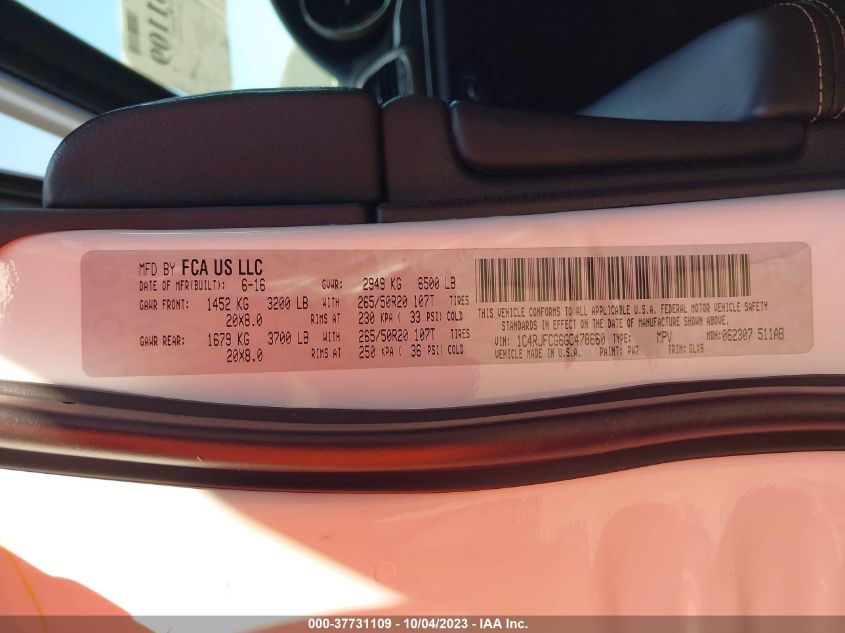 01100
MFD BY FCA US LLC
DATE OF MFR(BUILT): 6-16 GVWR: 2949 KG 6500 LB
GAWR FRONT: 1452 KG 3200 LB WITH 265/50R20 107T TIRES
20X8.0 RIMS AT 230 KPA ( 33 PSI) COLD
GAWR REAR: 1679 KG 3700 LB WITH 265/50R20 107T TIRES
20X8.0 RIMS AT 250 KPA ( 36 PSI) COLD
THIS VEHICLE CONFORMS TO ALL APPLICABLE U.S.A. FEDERAL MOTOR VEHICLE SAFETY
STANDARDS IN EFFECT ON THE DATE OF MANUFACTURE SHOWN ABOVE.
VIN: 1C4RJFCG6GC478660 TYPE: MPV MDH: 062307 511AB
VEHICLE MADE IN U.S.A. PAINT: PW7 TRIM: GLX9
000-37731109 - 10/04/2023 - IAA Inc.